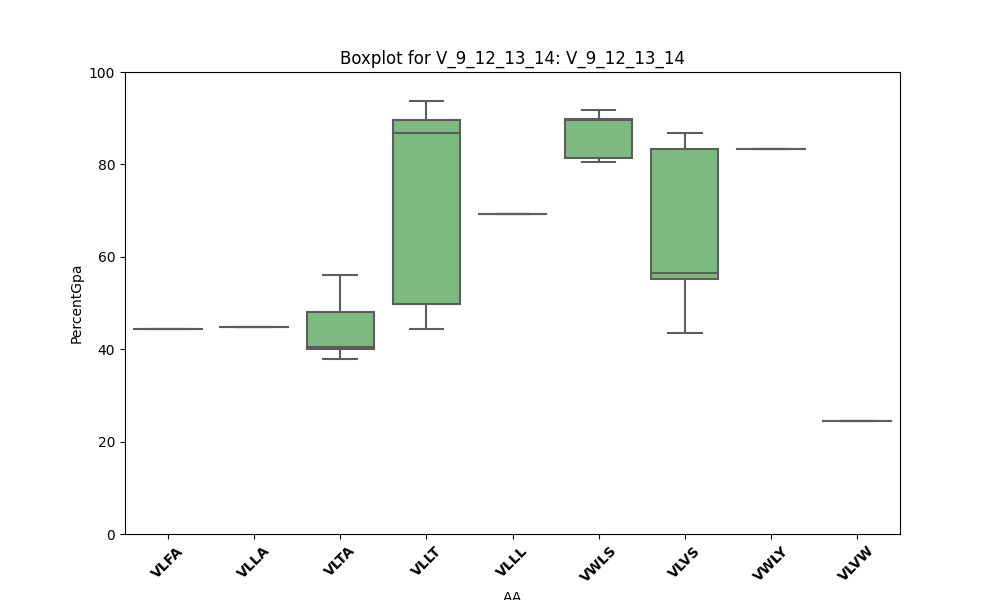 Boxplot for V_9_12_13_14: V_9_12_13_14
100
80
60
40
20
0
PercentGpa
VLFA
VLLA
VLTA
VLLT
VLLL
VWLS
VLVS
VWLY
VLVW
AA